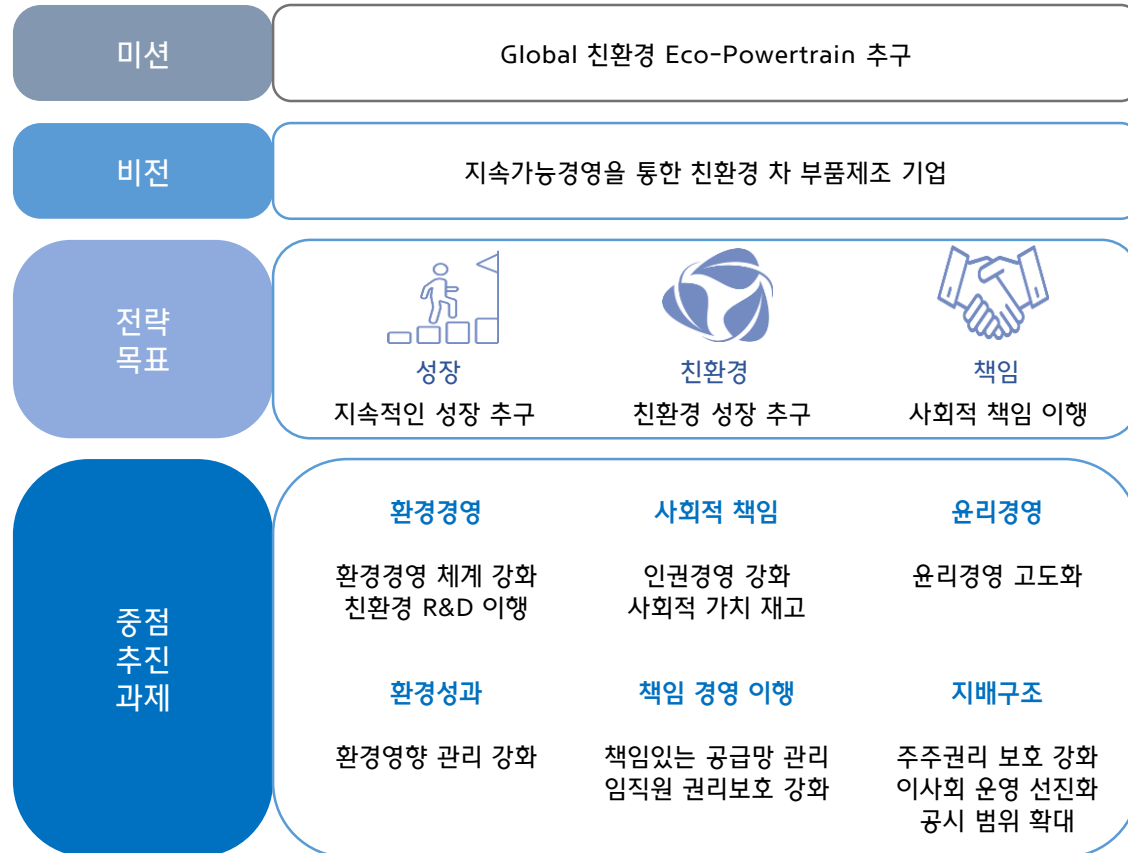 미션
Global 친환경 Eco-Powertrain 추구
비전
지속가능경영을 통한 친환경 차 부품제조 기업
전략
목표
성장
지속적인 성장 추구
친환경
친환경 성장 추구
책임
사회적 책임 이행
중점
추진
과제
환경경영
환경경영 체계 강화
친환경 R&D 이행
사회적 책임
인권경영 강화
사회적 가치 재고
윤리경영
윤리경영 고도화
환경성과
환경영향 관리 강화
책임 경영 이행
책임있는 공급망 관리
임직원 권리보호 강화
지배구조
주주권리 보호 강화
이사회 운영 선진화
공시 범위 확대